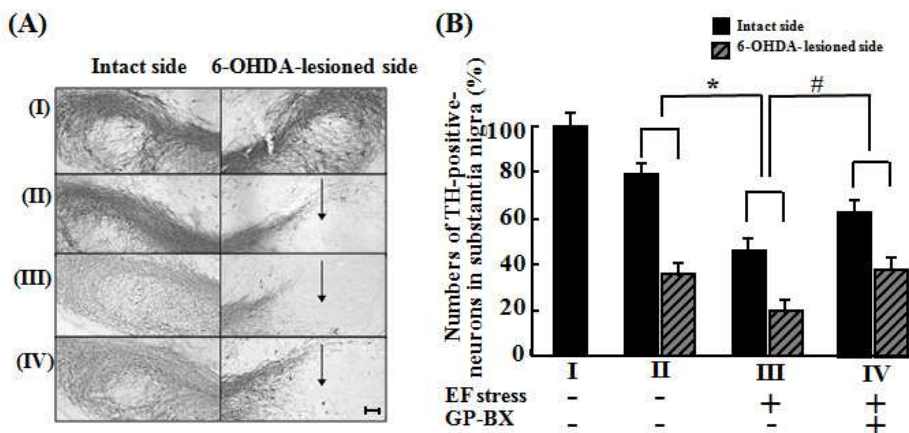 (A)
Intact side 6-OHDA-lesioned side
(I)
(II)
(III)
(IV)
(B)
Intact side
6-OHDA-lesioned side
Numbers of TH-positive-
neurons in substantia nigra (%)
100
80
60
40
20
0
* #
I II III IV
EF stress - - + +
GP-BX - - - +